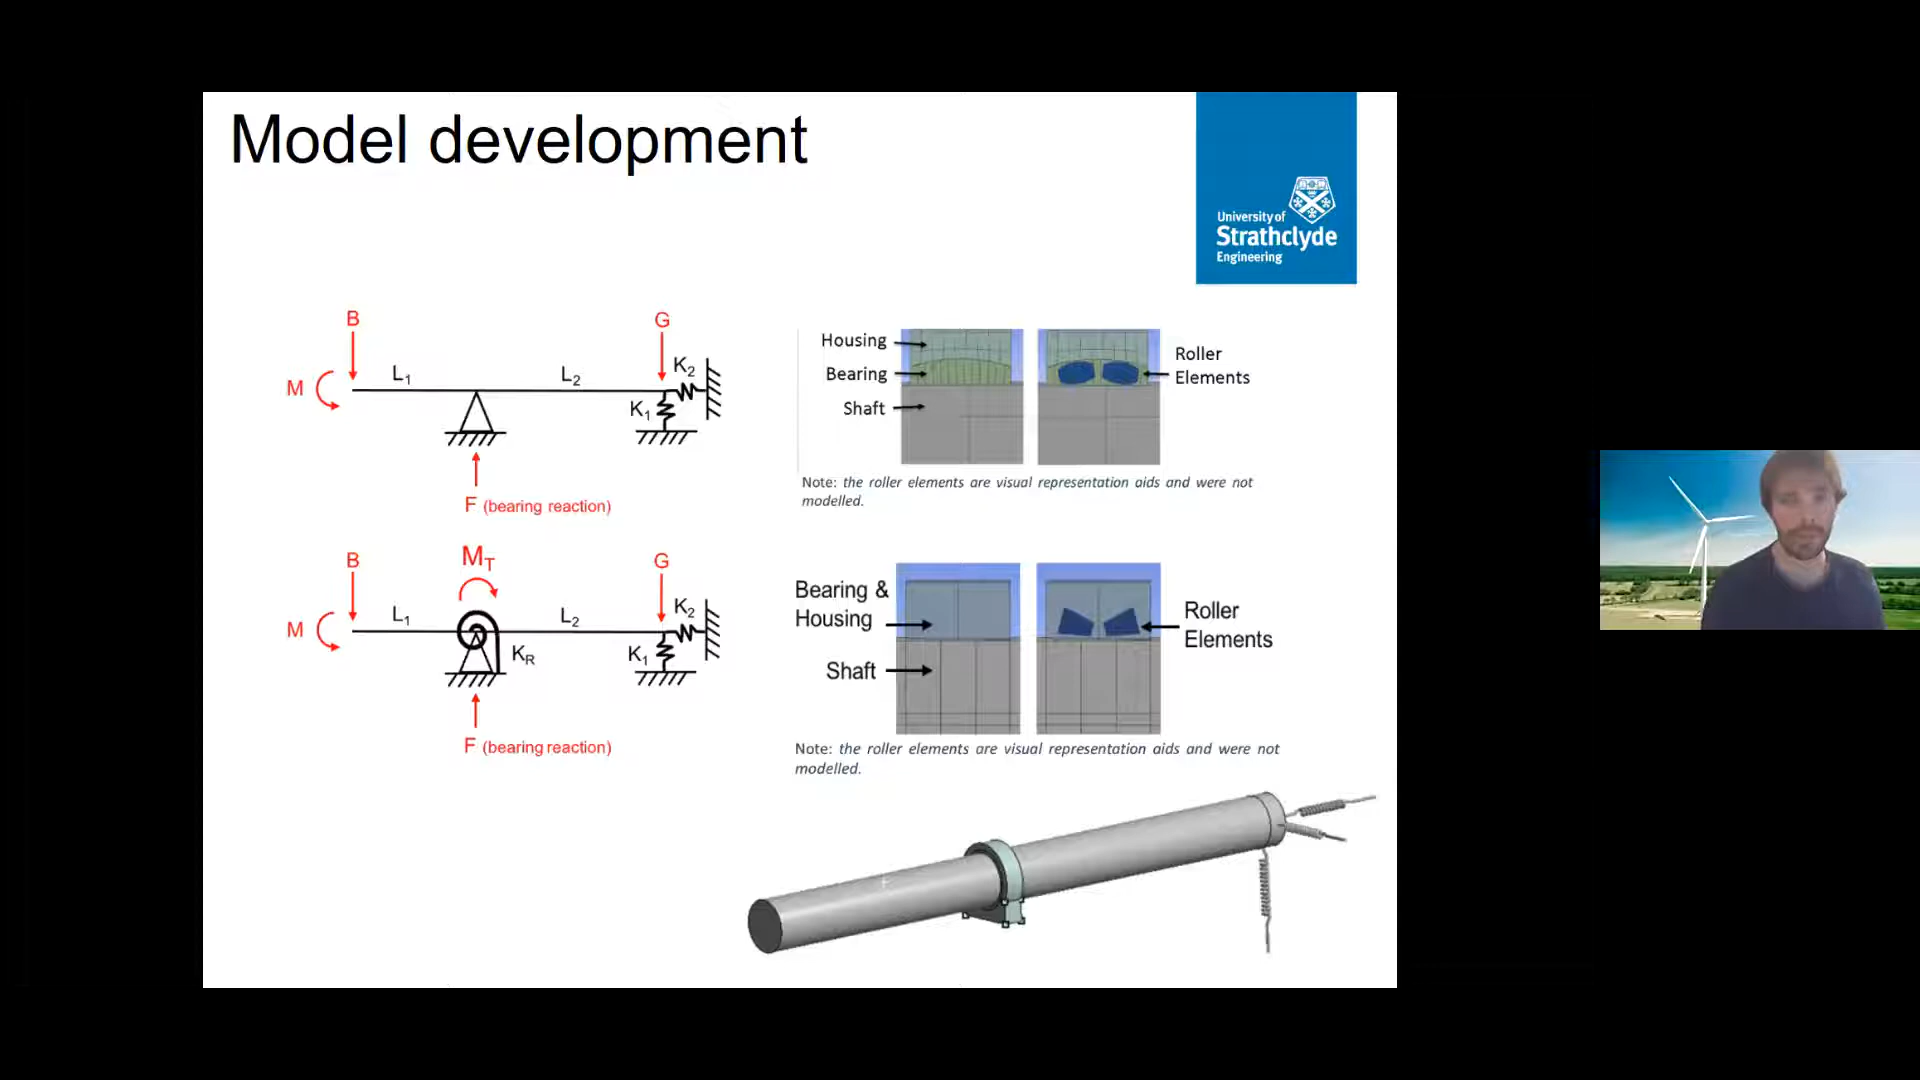 Model development
University of
Strathclyde
Engineering
B
G
M
L1
L2
K2
K1
F (bearing reaction)
Housing
Bearing
Shaft
Roller
Elements
Note: the roller elements are visual representation aids and were not
modelled.
B
MT
G
M
L1
L2
K2
KR
K1
F (bearing reaction)
Bearing &
Housing
Shaft
Roller
Elements
Note: the roller elements are visual representation aids and were not
modelled.